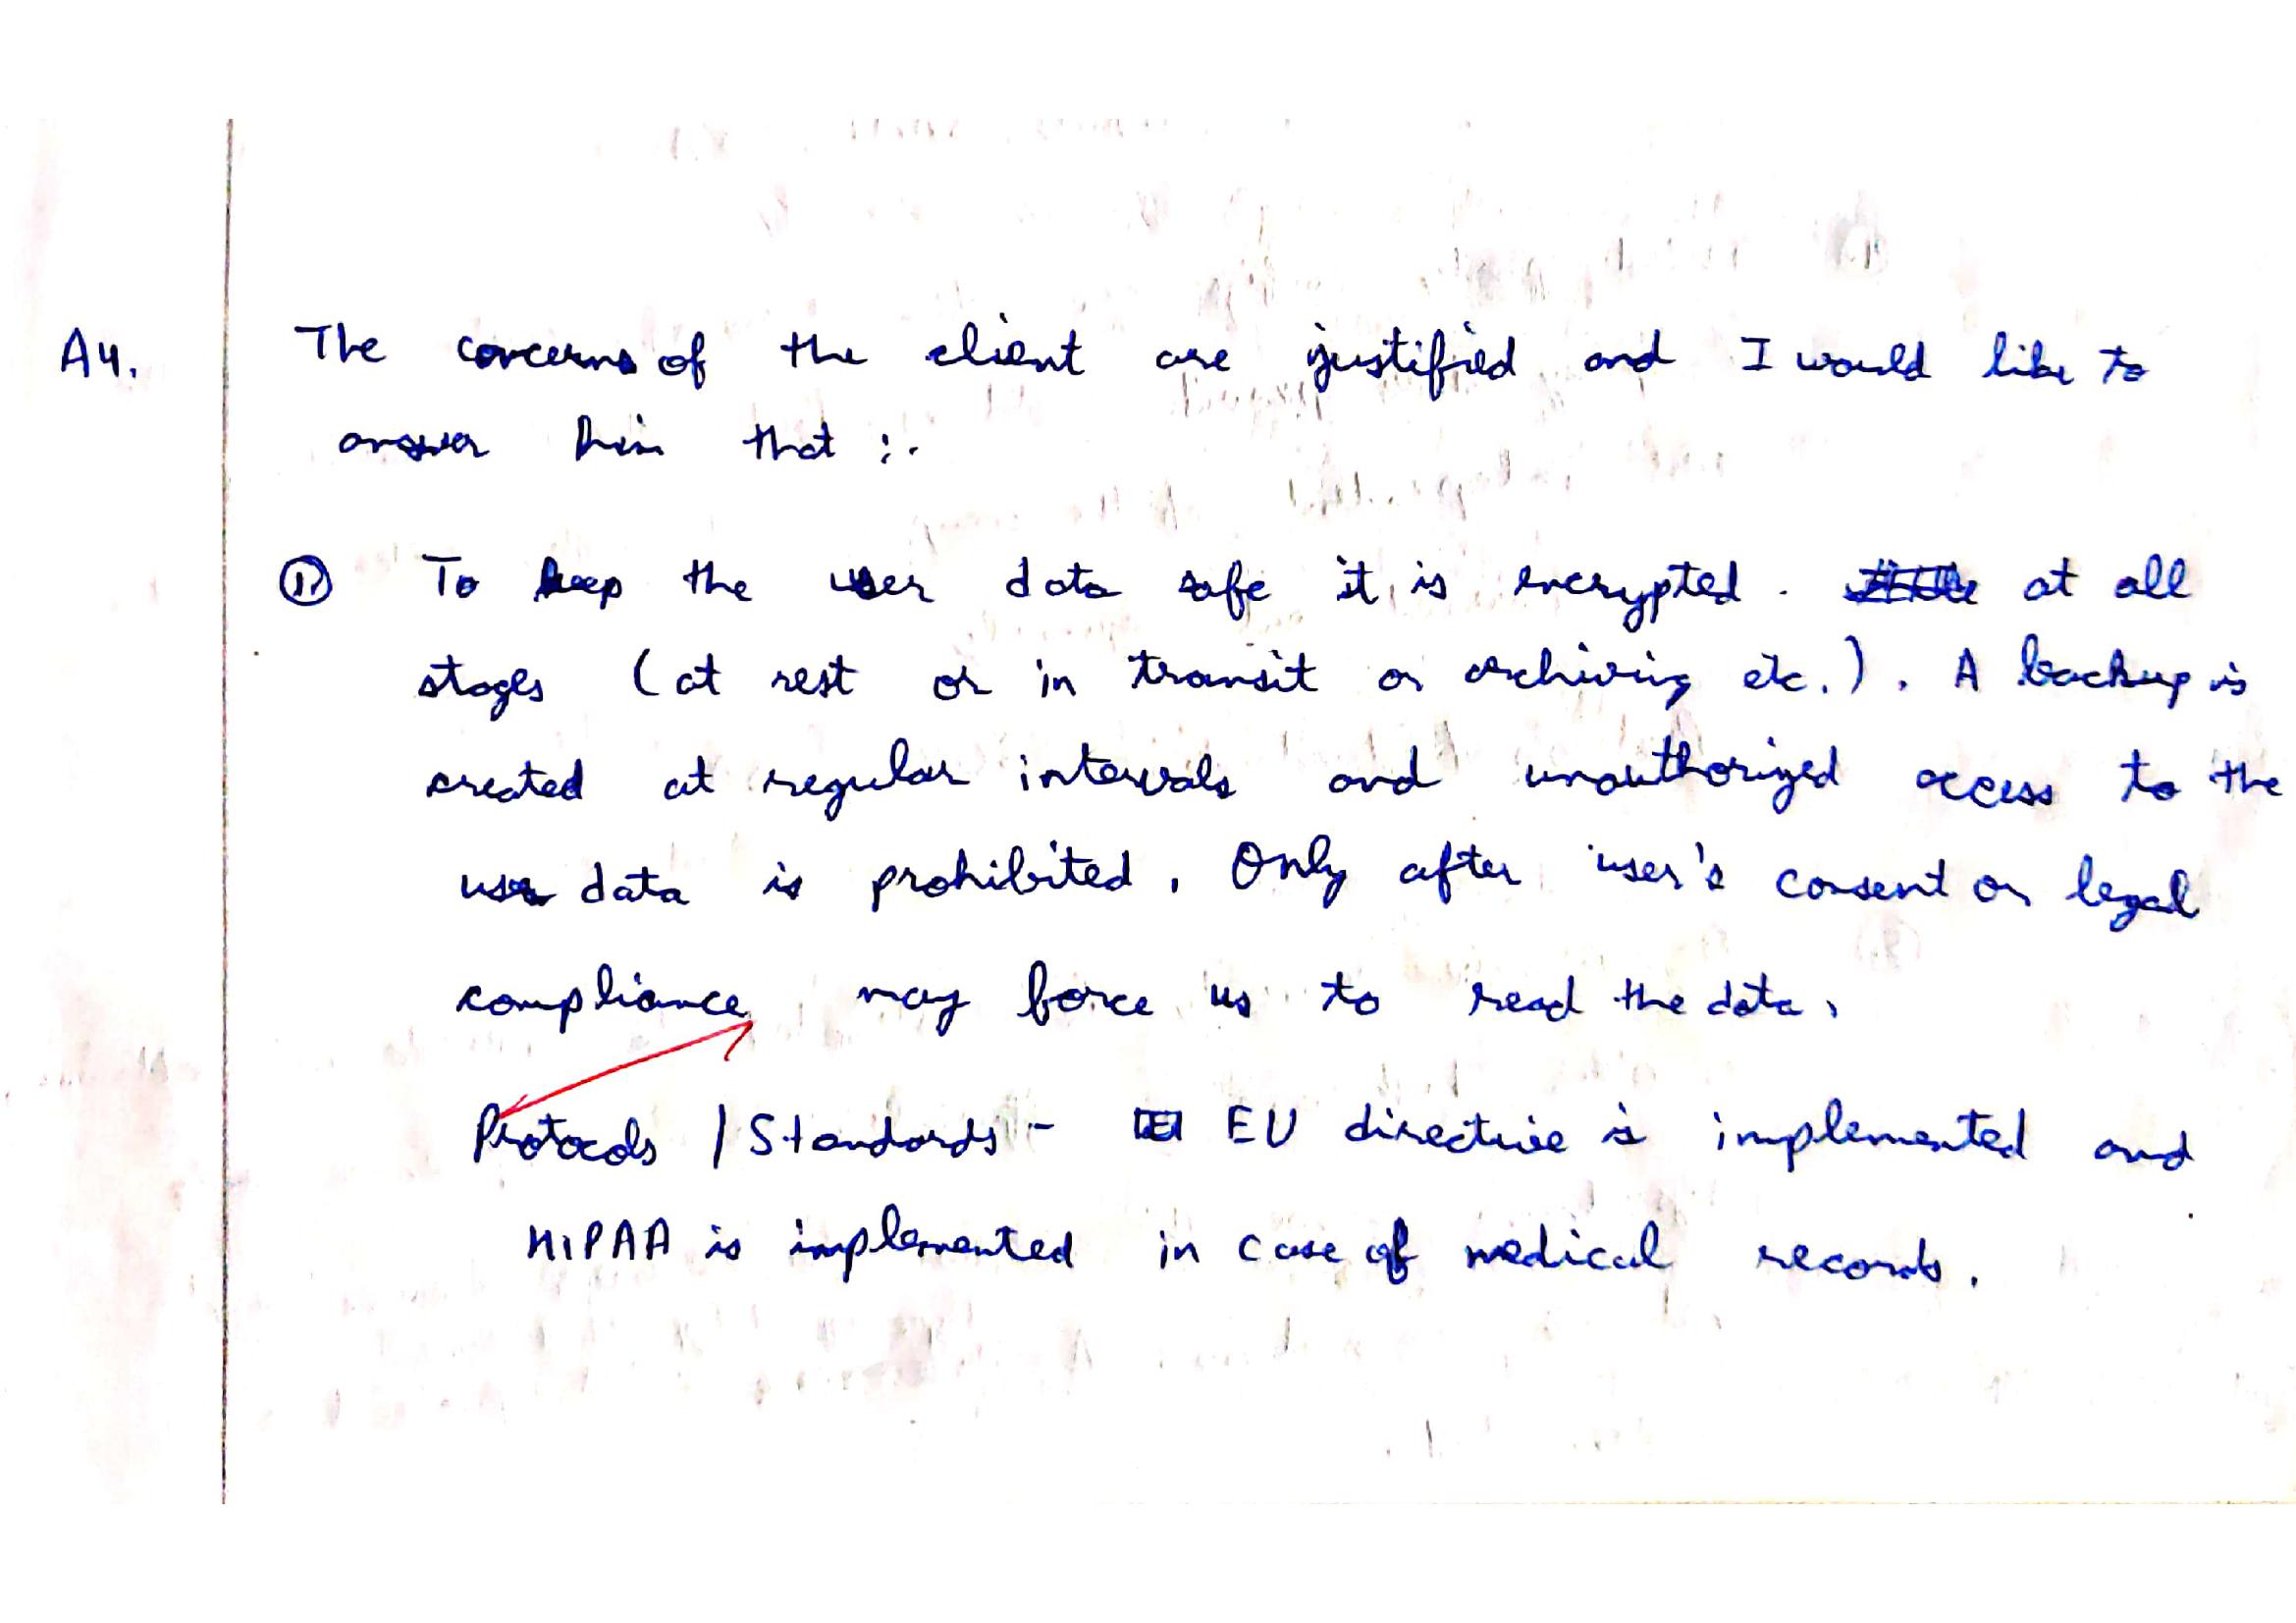 A4. The concerns of the client are justified and I would like to
answer him that :-
① To keep the user data safe it is encrypted. at all
stages (at rest or in transit or archiving etc.). A backup is
created at regular intervals and unauthorized access to the
user data is prohibited. Only after user's consent or legal
compliance may force us to read the data.
Protocols / Standards - EU directive is implemented and
HIPAA is implemented in case of medical records.